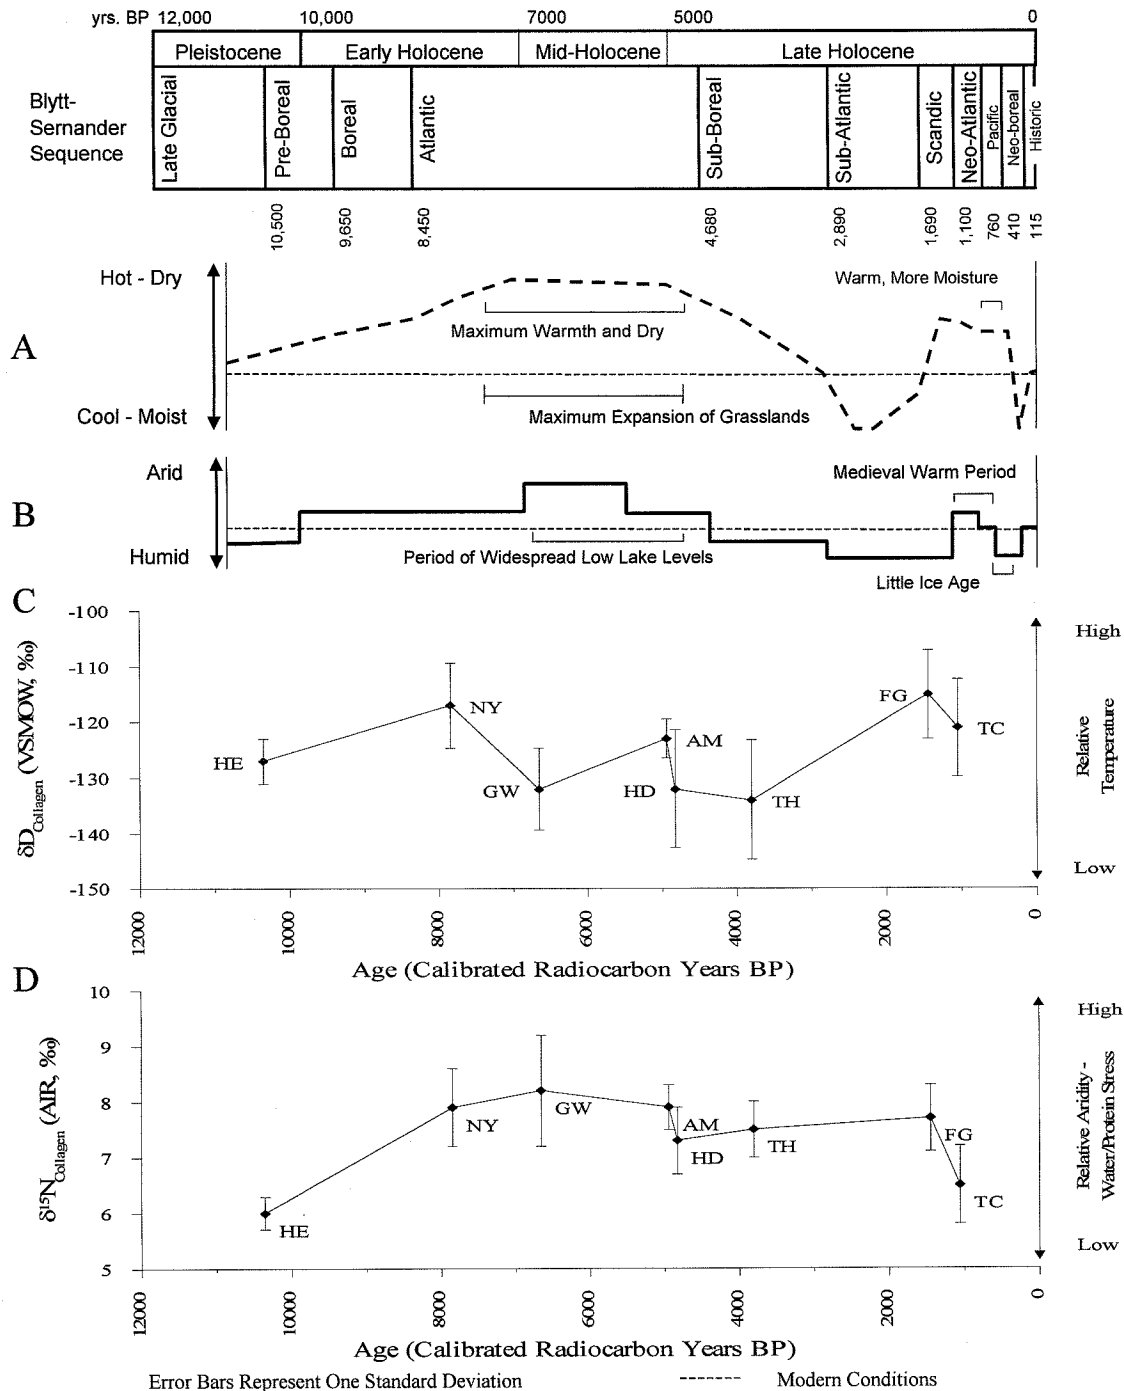 yrs. BP 12,000 10,000 7000 5000 0
Pleistocene Early Holocene Mid-Holocene Late Holocene
Blytt-
Sernander
Sequence
Late Glacial
Pre-Boreal
Boreal
Atlantic
Sub-Boreal
Sub-Atlantic
Scandic
Neo-Atlantic
Pacific
Neo-boreal
Historic
10,500
9,650
8,450
4,680
2,890
1,690
1,100
760
410
115
A
Hot - Dry
Warm, More Moisture
Maximum Warmth and Dry
Cool - Moist
Maximum Expansion of Grasslands
B
Arid
Medieval Warm Period
Humid
Period of Widespread Low Lake Levels
Little Ice Age
C
δD Collagen (VSMOW, ‰)
-100
-110
-120
-130
-140
-150
HE
NY
GW
AM
HD
TH
FG
TC
High
Relative
Temperature
Low
12000 10000 8000 6000 4000 2000 0
Age (Calibrated Radiocarbon Years BP)
D
δ¹⁵N Collagen (AIR, ‰)
10
9
8
7
6
5
HE
NY
GW
AM
HD
TH
FG
TC
High
Relative Aridity -
Water/Protein Stress
Low
12000 10000 8000 6000 4000 2000 0
Age (Calibrated Radiocarbon Years BP)
Error Bars Represent One Standard Deviation ------ Modern Conditions